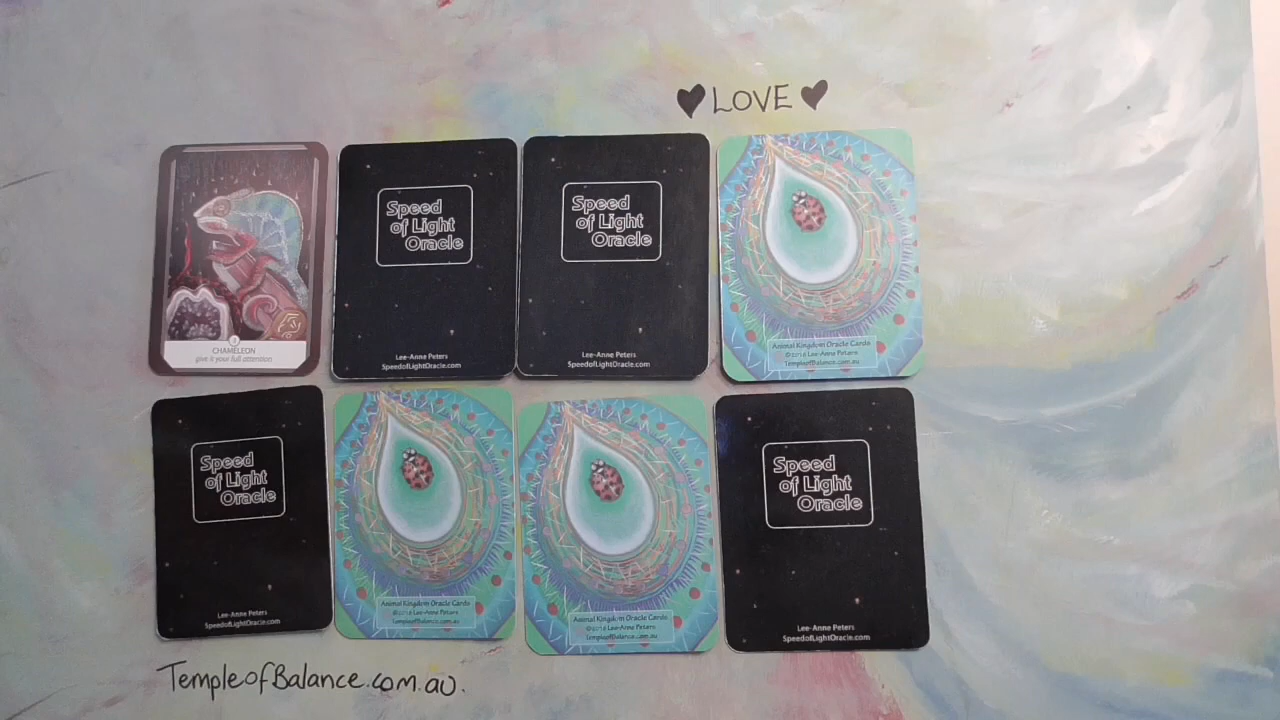 ♥ LOVE ♥
3
CHAMELEON
give it your full attention
Speed
of Light
Oracle
Lee-Anne Peters
SpeedofLightOracle.com
Speed
of Light
Oracle
Lee-Anne Peters
SpeedofLightOracle.com
Animal Kingdom Oracle Cards
©2018 Lee-Anne Peters
TempleofBalance.com.au
Speed
of Light
Oracle
Lee-Anne Peters
SpeedofLightOracle.com
Animal Kingdom Oracle Cards
©2018 Lee-Anne Peters
TempleofBalance.com.au
Animal Kingdom Oracle Cards
©2018 Lee-Anne Peters
TempleofBalance.com.au
Speed
of Light
Oracle
Lee-Anne Peters
SpeedofLightOracle.com
TempleofBalance.com.au.